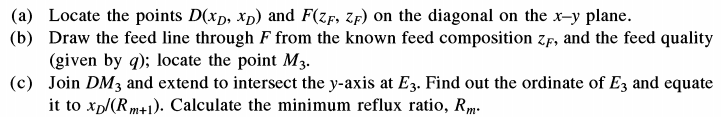 (a) Locate the points D(x_D, x_D) and F(z_F, z_F) on the diagonal on the x–y plane.
(b) Draw the feed line through F from the known feed composition z_F, and the feed quality
(given by q); locate the point M_3.
(c) Join DM_3 and extend to intersect the y-axis at E_3. Find out the ordinate of E_3 and equate
it to x_D/(R_{m+1}). Calculate the minimum reflux ratio, R_m.